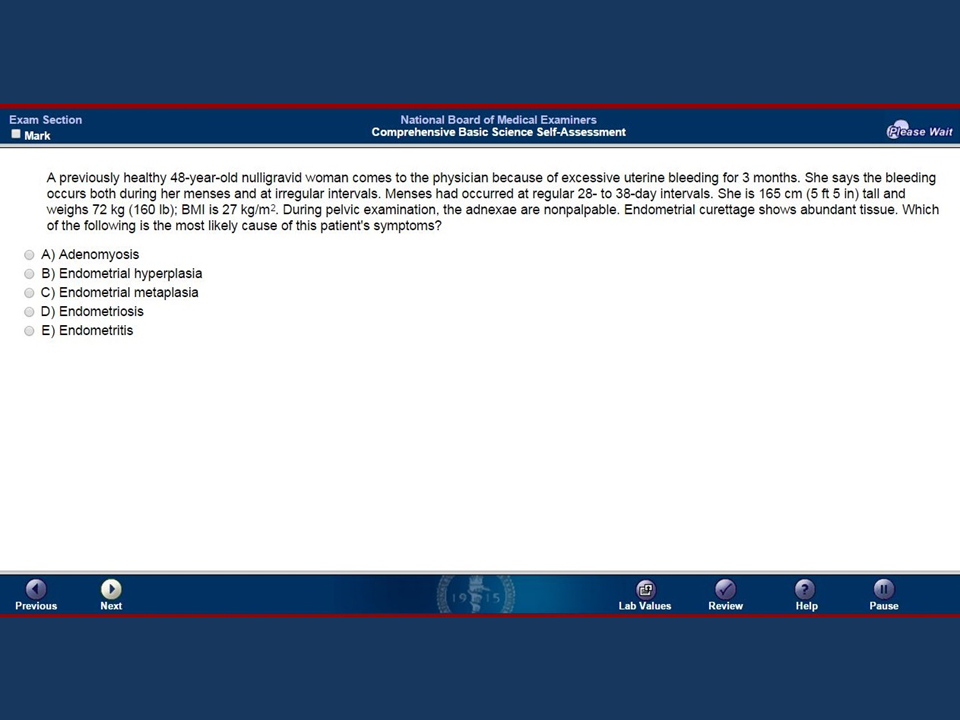 Exam Section
Mark
National Board of Medical Examiners
Comprehensive Basic Science Self-Assessment
Please Wait
A previously healthy 48-year-old nulligravid woman comes to the physician because of excessive uterine bleeding for 3 months. She says the bleeding
occurs both during her menses and at irregular intervals. Menses had occurred at regular 28- to 38-day intervals. She is 165 cm (5 ft 5 in) tall and
weighs 72 kg (160 lb); BMI is 27 kg/m². During pelvic examination, the adnexae are nonpalpable. Endometrial curettage shows abundant tissue. Which
of the following is the most likely cause of this patient's symptoms?
A) Adenomyosis
B) Endometrial hyperplasia
C) Endometrial metaplasia
D) Endometriosis
E) Endometritis
1915
Previous
Next
Lab Values
Review
Help
Pause